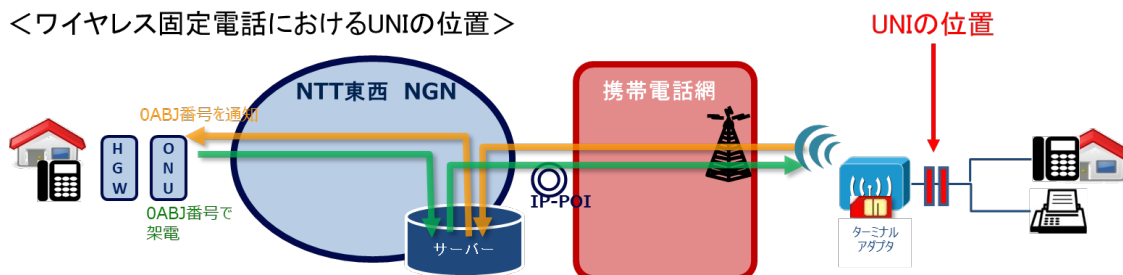 ＜ワイヤレス固定電話におけるUNIの位置＞
UNIの位置
NTT東西 NGN
携帯電話網
0ABJ番号を通知
HGW
ONU
IP-POI
0ABJ番号で
架電
サーバー
ターミナル
アダプタ